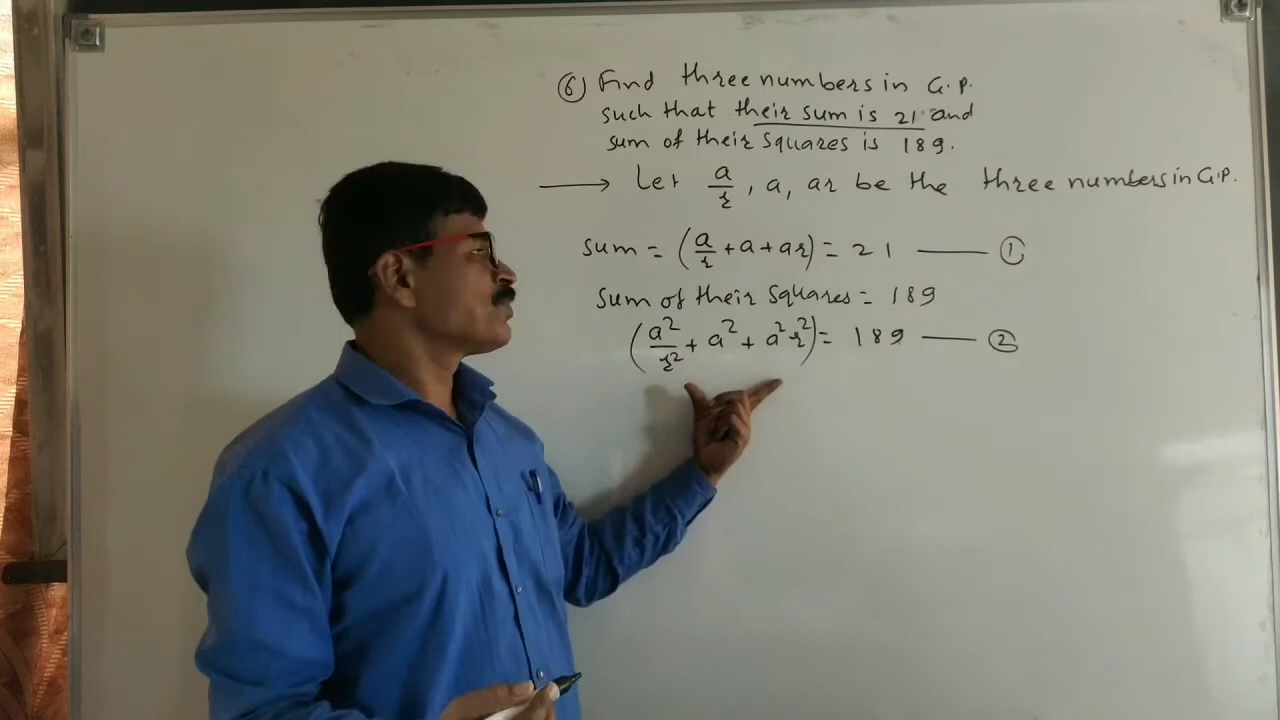 ⑥ Find three numbers in G.P.
such that their sum is 21 and
sum of their squares is 189.
→ Let a/r, a, ar be the three numbers in G.P.
sum = (a/r + a + ar) = 21 —— ①
sum of their squares = 189
(a²/r² + a² + a²r²) = 189 —— ②